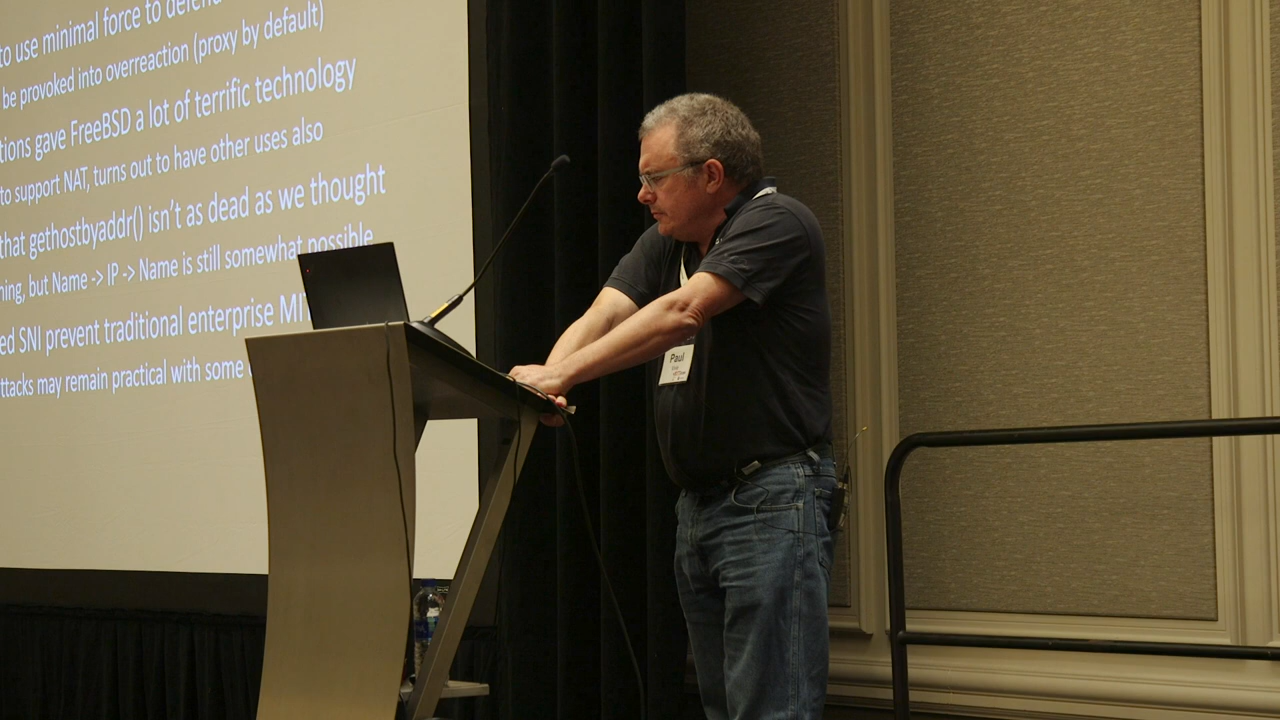 to use minimal force to defend
be provoked into overreaction (proxy by default)
tions gave FreeBSD a lot of terrific technology
to support NAT, turns out to have other uses also
that gethostbyaddr() isn't as dead as we thought
ning, but Name -> IP -> Name is still somewhat possible
ed SNI prevent traditional enterprise MI
ttacks may remain practical with some
Paul